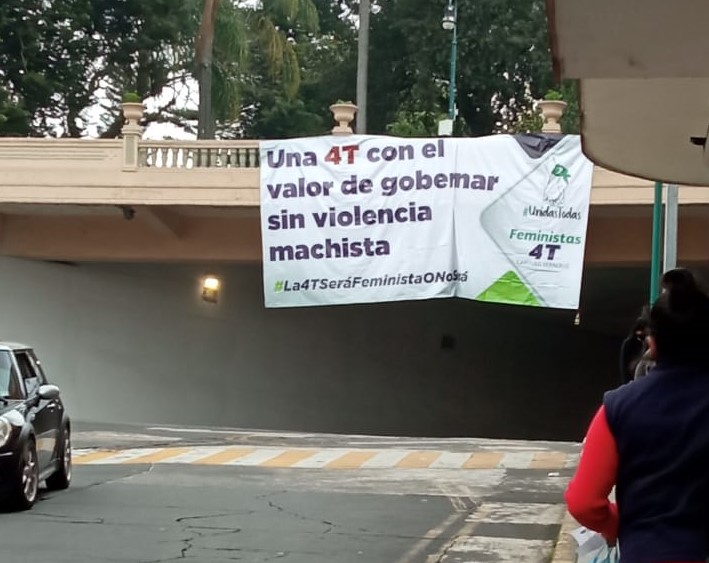 Una 4T con el
valor de gobernar
sin violencia
machista
#La4TSeráFeministaONoSerá
#UnidasTodas
Feministas
4T